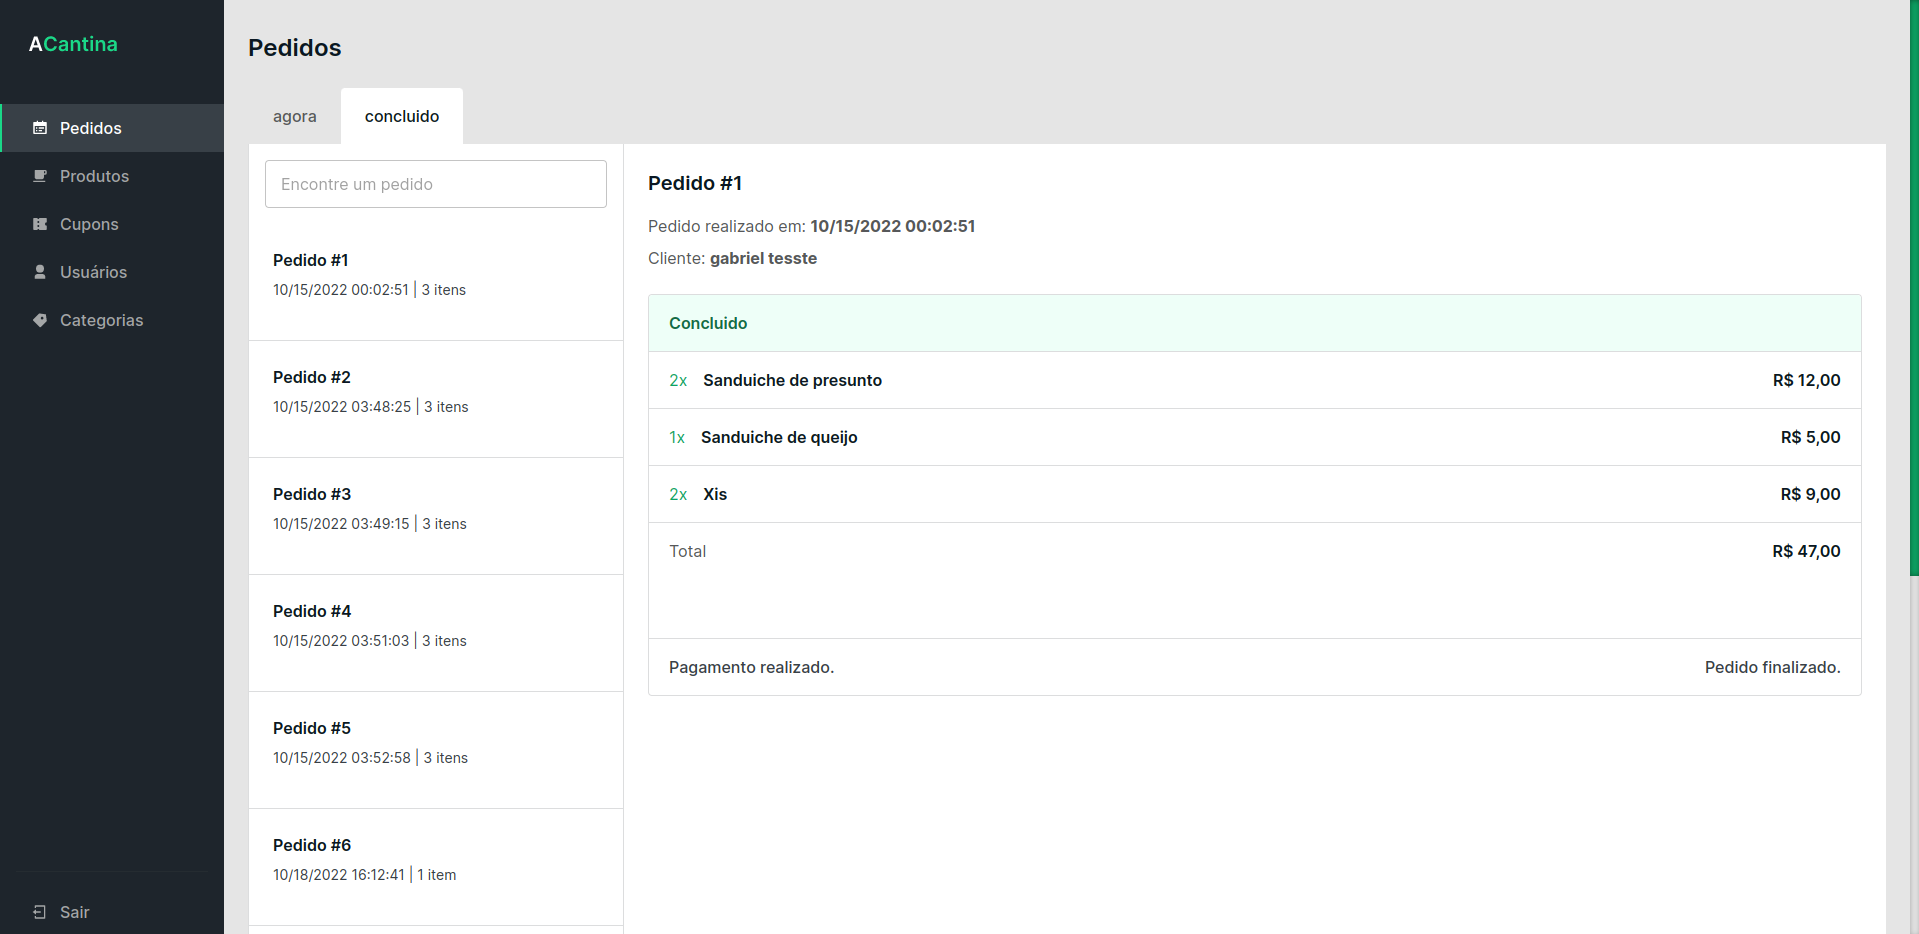 ACantina
Pedidos
Produtos
Cupons
Usuários
Categorias
Sair
Pedidos
agora
concluido
Encontre um pedido
Pedido #1
10/15/2022 00:02:51 | 3 itens
Pedido #2
10/15/2022 03:48:25 | 3 itens
Pedido #3
10/15/2022 03:49:15 | 3 itens
Pedido #4
10/15/2022 03:51:03 | 3 itens
Pedido #5
10/15/2022 03:52:58 | 3 itens
Pedido #6
10/18/2022 16:12:41 | 1 item
Pedido #1
Pedido realizado em: 10/15/2022 00:02:51
Cliente: gabriel tesste
Concluido
2x Sanduiche de presunto R$ 12,00
1x Sanduiche de queijo R$ 5,00
2x Xis R$ 9,00
Total R$ 47,00
Pagamento realizado. Pedido finalizado.